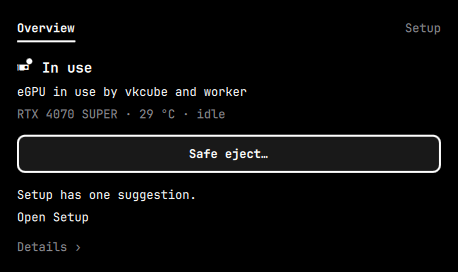 Overview
Setup
In use
eGPU in use by vkcube and worker
RTX 4070 SUPER · 29 °C · idle
Safe eject…
Setup has one suggestion.
Open Setup
Details ›